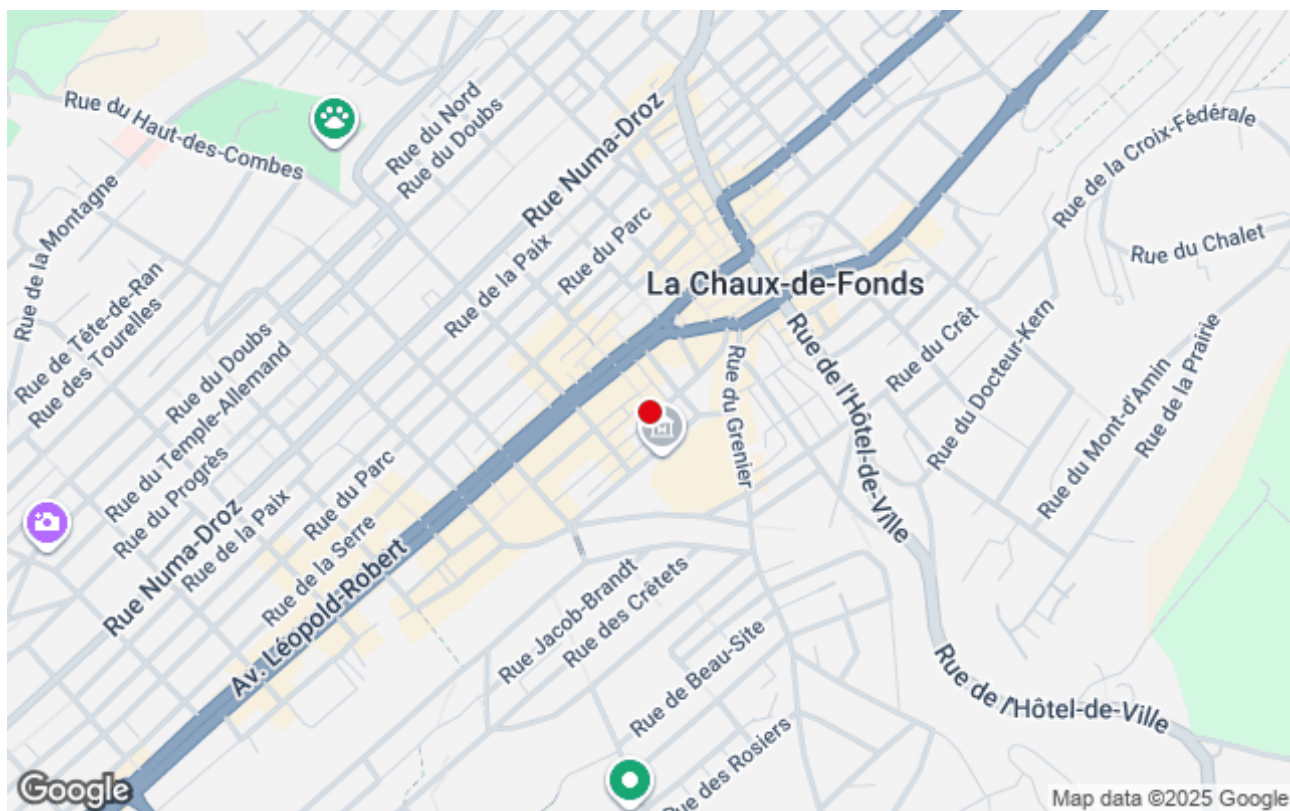 Rue du Haut-des-Combes
Rue du Nord
Rue du Doubs
Rue Numa-Droz
Rue de la Croix-Fédérale
Rue de la Montagne
Rue du Parc
Rue de la Paix
Rue du Chalet
La Chaux-de-Fonds
Rue de Tête-de-Ran
Rue des Tourelles
Rue du Doubs
Rue du Temple-Allemand
Rue du Progrès
Rue Numa-Droz
Rue de la Paix
Rue du Parc
Rue de la Serre
Av. Léopold-Robert
Rue du Grenier
Rue de l'Hôtel-de-Ville
Rue du Crêt
Rue du Docteur-Kern
Rue du Mont-d'Amin
Rue de la Prairie
Rue Jacob-Brandt
Rue des Crêtets
Rue de Beau-Site
Rue des Rosiers
Rue de l'Hôtel-de-Ville
Google
Map data ©2025 Google